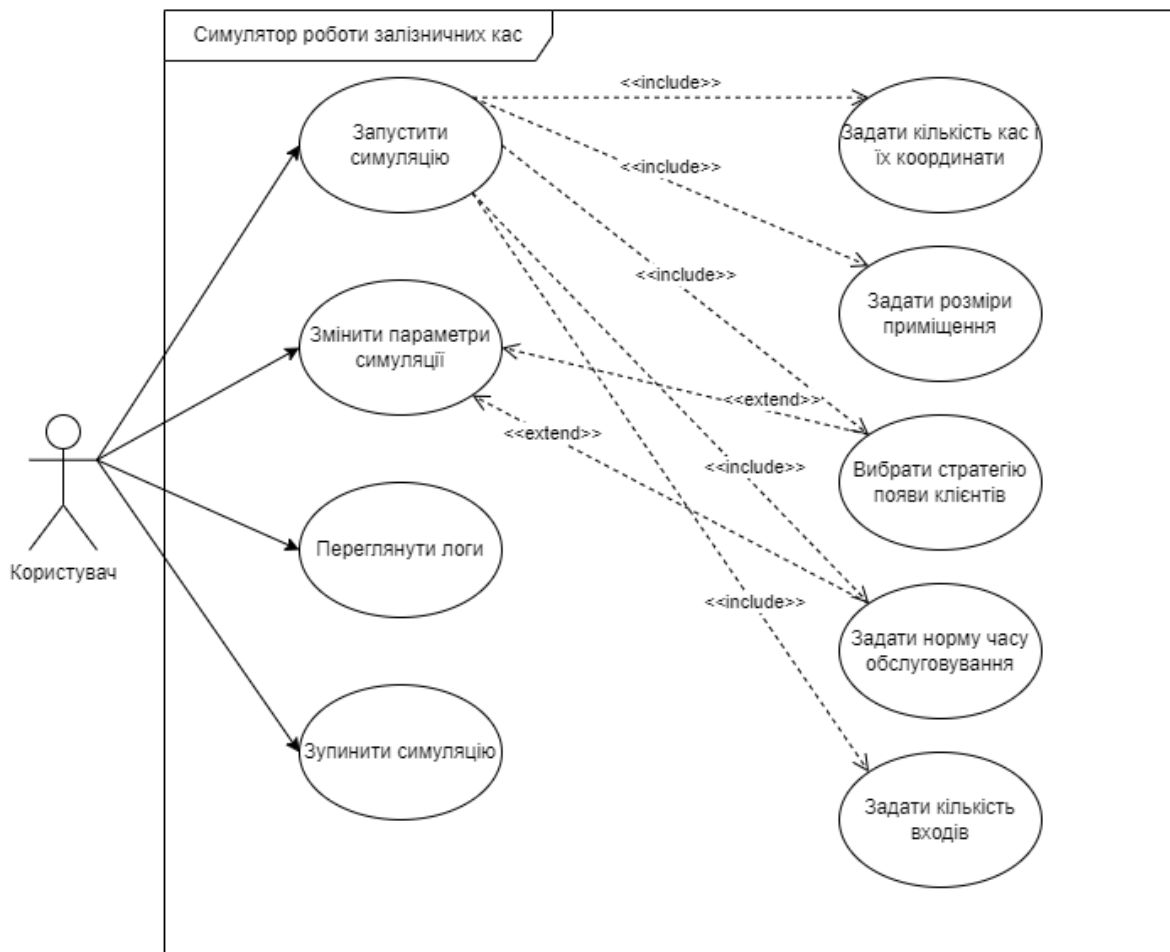 Симулятор роботи залізничних кас
<<include>>
Запустити
симуляцію
Задати кількість кас і
їх координати
<<include>>
<<include>>
Задати розміри
приміщення
Змінити параметри
симуляції
<<extend>>
<<extend>>
<<include>>
Вибрати стратегію
появи клієнтів
Переглянути логи
Користувач
<<include>>
Задати норму часу
обслуговування
Зупинити симуляцію
Задати кількість
входів